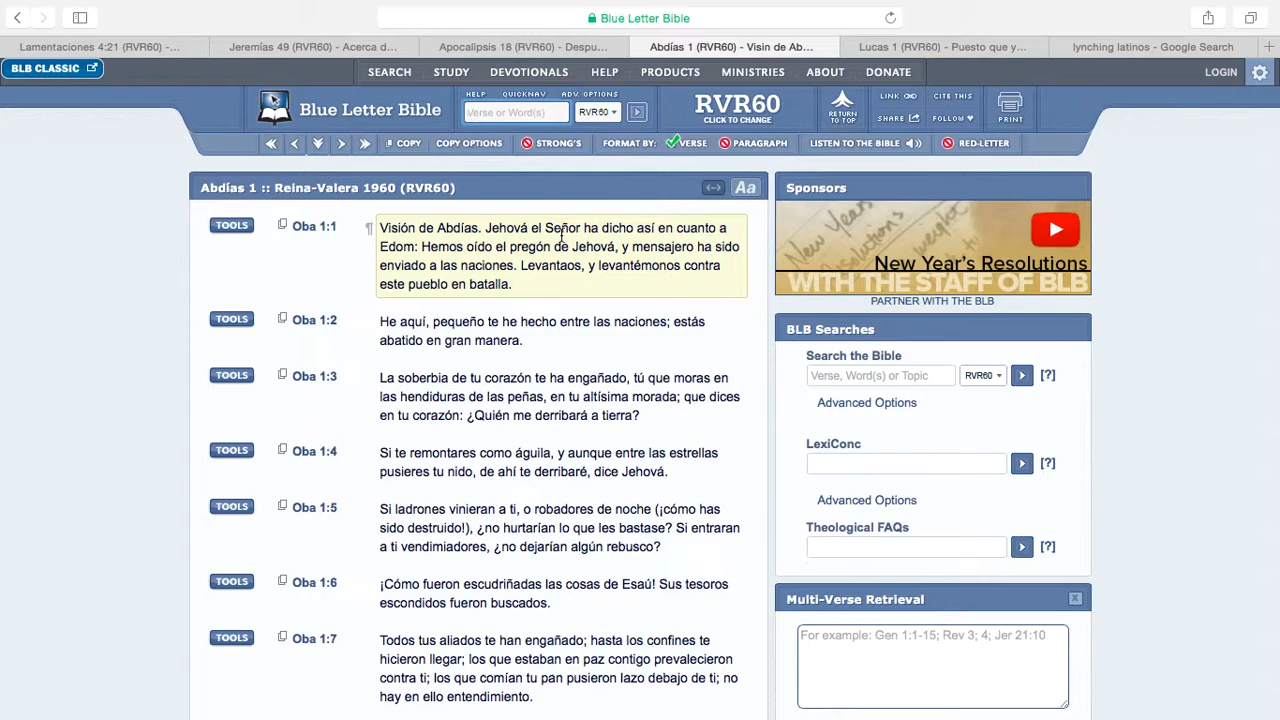 Blue Letter Bible
Lamentaciones 4:21 (RVR60) -...
Jeremías 49 (RVR60) - Acerca d...
Apocalipsis 18 (RVR60) - Despu...
Abdías 1 (RVR60) - Visin de Ab...
Lucas 1 (RVR60) - Puesto que y...
lynching latinos - Google Search
BLB CLASSIC
SEARCH STUDY DEVOTIONALS HELP PRODUCTS MINISTRIES ABOUT DONATE LOGIN
Blue Letter Bible
HELP QUICKNAV ADV. OPTIONS
Verse or Word(s) RVR60
RVR60
CLICK TO CHANGE
RETURN
TO TOP
LINK CITE THIS
SHARE FOLLOW
PRINT
COPY COPY OPTIONS STRONG'S FORMAT BY: VERSE PARAGRAPH LISTEN TO THE BIBLE RED-LETTER
Abdías 1 :: Reina-Valera 1960 (RVR60) Aa
TOOLS Oba 1:1 ¶ Visión de Abdías. Jehová el Señor ha dicho así en cuanto a
Edom: Hemos oído el pregón de Jehová, y mensajero ha sido
enviado a las naciones. Levantaos, y levantémonos contra
este pueblo en batalla.
TOOLS Oba 1:2 He aquí, pequeño te he hecho entre las naciones; estás
abatido en gran manera.
TOOLS Oba 1:3 La soberbia de tu corazón te ha engañado, tú que moras en
las hendiduras de las peñas, en tu altísima morada; que dices
en tu corazón: ¿Quién me derribará a tierra?
TOOLS Oba 1:4 Si te remontares como águila, y aunque entre las estrellas
pusieres tu nido, de ahí te derribaré, dice Jehová.
TOOLS Oba 1:5 Si ladrones vinieran a ti, o robadores de noche (¡cómo has
sido destruido!), ¿no hurtarían lo que les bastase? Si entraran
a ti vendimiadores, ¿no dejarían algún rebusco?
TOOLS Oba 1:6 ¡Cómo fueron escudriñadas las cosas de Esaú! Sus tesoros
escondidos fueron buscados.
TOOLS Oba 1:7 Todos tus aliados te han engañado; hasta los confines te
hicieron llegar; los que estaban en paz contigo prevalecieron
contra ti; los que comían tu pan pusieron lazo debajo de ti; no
hay en ello entendimiento.
Sponsors
New Year's Resolutions
WITH THE STAFF OF BLB
PARTNER WITH THE BLB
BLB Searches
Search the Bible
Verse, Word(s) or Topic RVR60 [?]
Advanced Options
LexiConc
[?]
Advanced Options
Theological FAQs
[?]
Multi-Verse Retrieval
For example: Gen 1:1-15; Rev 3; 4; Jer 21:10